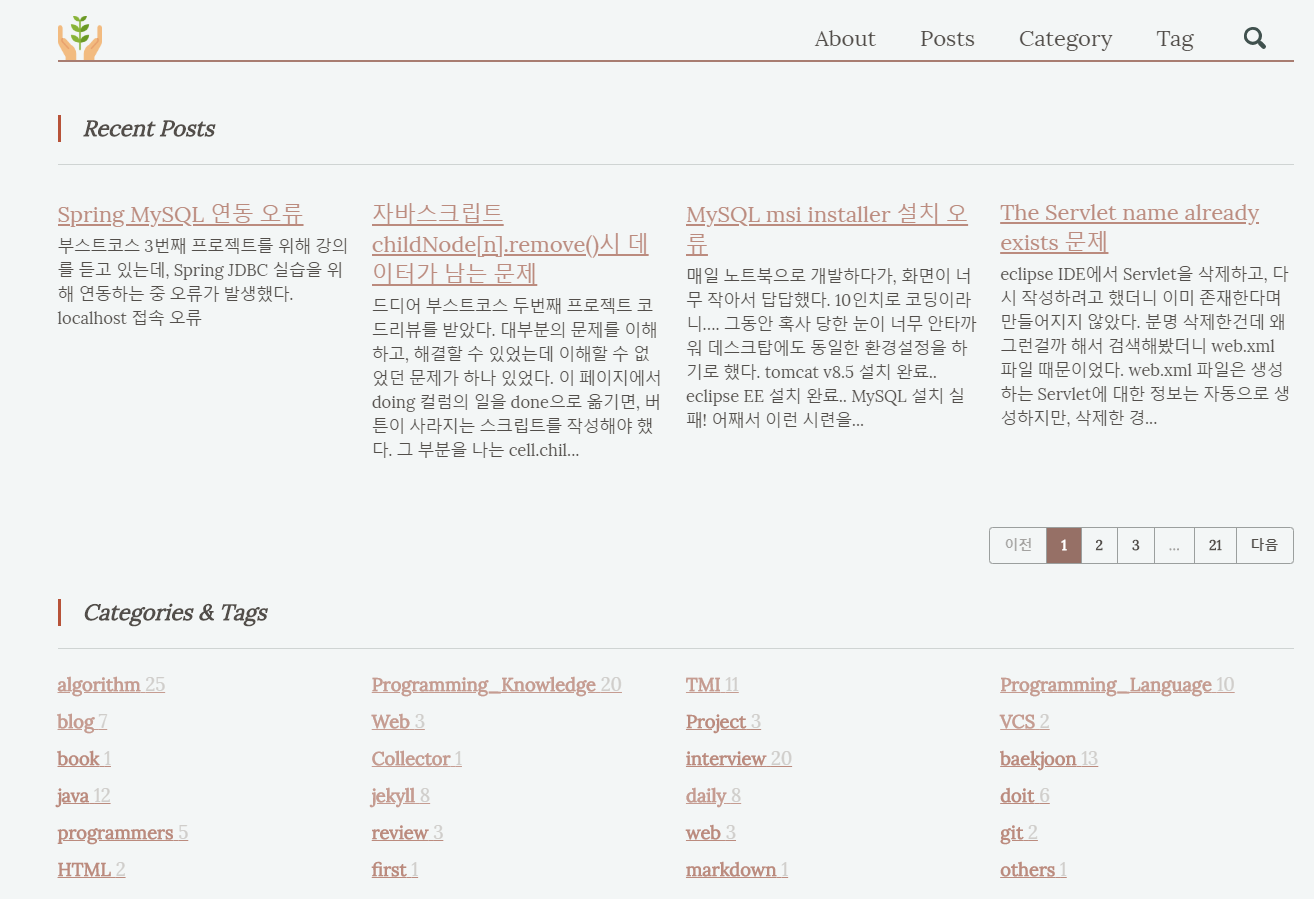 About Posts Category Tag
Recent Posts
Spring MySQL 연동 오류
부스트코스 3번째 프로젝트를 위해 강의
를 듣고 있는데, Spring JDBC 실습을 위
해 연동하는 중 오류가 발생했다.
localhost 접속 오류
자바스크립트
childNode[n].remove()시 데
이터가 남는 문제
드디어 부스트코스 두번째 프로젝트 코
드리뷰를 받았다. 대부분의 문제를 이해
하고, 해결할 수 있었는데 이해할 수 없
었던 문제가 하나 있었다. 이 페이지에서
doing 컬럼의 일을 done으로 옮기면, 버
튼이 사라지는 스크립트를 작성해야 했
다. 그 부분을 나는 cell.chil...
MySQL msi installer 설치 오
류
매일 노트북으로 개발하다가, 화면이 너
무 작아서 답답했다. 10인치로 코딩이라
니.... 그동안 혹사 당한 눈이 너무 안타까
워 데스크탑에도 동일한 환경설정을 하
기로 했다. tomcat v8.5 설치 완료..
eclipse EE 설치 완료.. MySQL 설치 실
패! 어째서 이런 시련을...
The Servlet name already
exists 문제
eclipse IDE에서 Servlet을 삭제하고, 다
시 작성하려고 했더니 이미 존재한다며
만들어지지 않았다. 분명 삭제한건데 왜
그런걸까 해서 검색해봤더니 web.xml
파일 때문이었다. web.xml 파일은 생성
하는 Servlet에 대한 정보는 자동으로 생
성하지만, 삭제한 경...
이전 1 2 3 ... 21 다음
Categories & Tags
algorithm 25 Programming_Knowledge 20 TMI 11 Programming_Language 10
blog 7 Web 3 Project 3 VCS 2
book 1 Collector 1 interview 20 baekjoon 13
java 12 jekyll 8 daily 8 doit 6
programmers 5 review 3 web 3 git 2
HTML 2 first 1 markdown 1 others 1